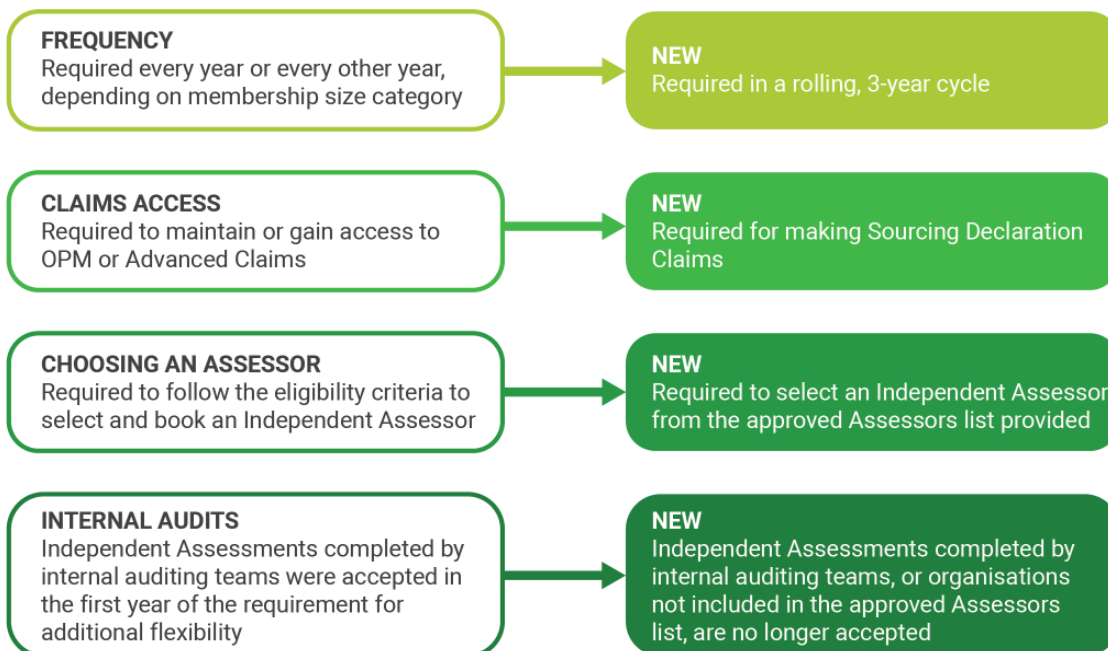 FREQUENCY
Required every year or every other year,
depending on membership size category
NEW
Required in a rolling, 3-year cycle
CLAIMS ACCESS
Required to maintain or gain access to
OPM or Advanced Claims
NEW
Required for making Sourcing Declaration
Claims
CHOOSING AN ASSESSOR
Required to follow the eligibility criteria to
select and book an Independent Assessor
NEW
Required to select an Independent Assessor
from the approved Assessors list provided
INTERNAL AUDITS
Independent Assessments completed by
internal auditing teams were accepted in
the first year of the requirement for
additional flexibility
NEW
Independent Assessments completed by
internal auditing teams, or organisations
not included in the approved Assessors
list, are no longer accepted